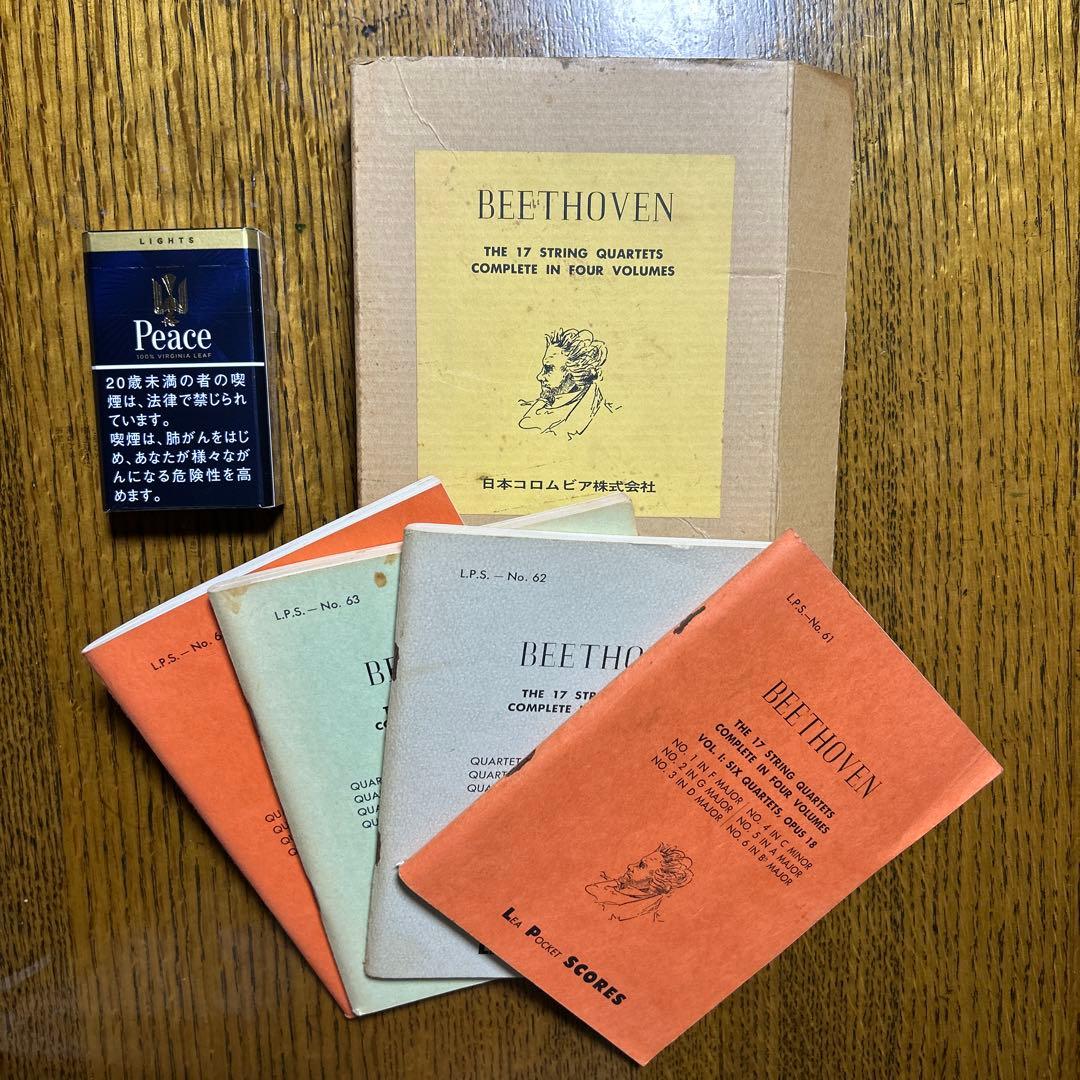 LIGHTS
Peace
100% VIRGINIA LEAF
20歳未満の者の喫
煙は、法律で禁じられ
ています。
喫煙は、肺がんをはじ
め、あなたが様々なが
んになる危険性を高
めます。
BEETHOVEN
THE 17 STRING QUARTETS
COMPLETE IN FOUR VOLUMES
日本コロムビア株式会社
L.P.S.—No. 6
L.P.S.—No. 63
BE
L.P.S.—No. 62
BEETHO
THE 17 STR
COMPLETE I
QUARTET
QUART
QUA
L.P.S.—No. 61
BEETHOVEN
THE 17 STRING QUARTETS
COMPLETE IN FOUR VOLUMES
VOL. I: SIX QUARTETS, OPUS 18
NO. 1 IN F MAJOR NO. 4 IN C MINOR
NO. 2 IN G MAJOR NO. 5 IN A MAJOR
NO. 3 IN D MAJOR NO. 6 IN B♭ MAJOR
LEA POCKET SCORES